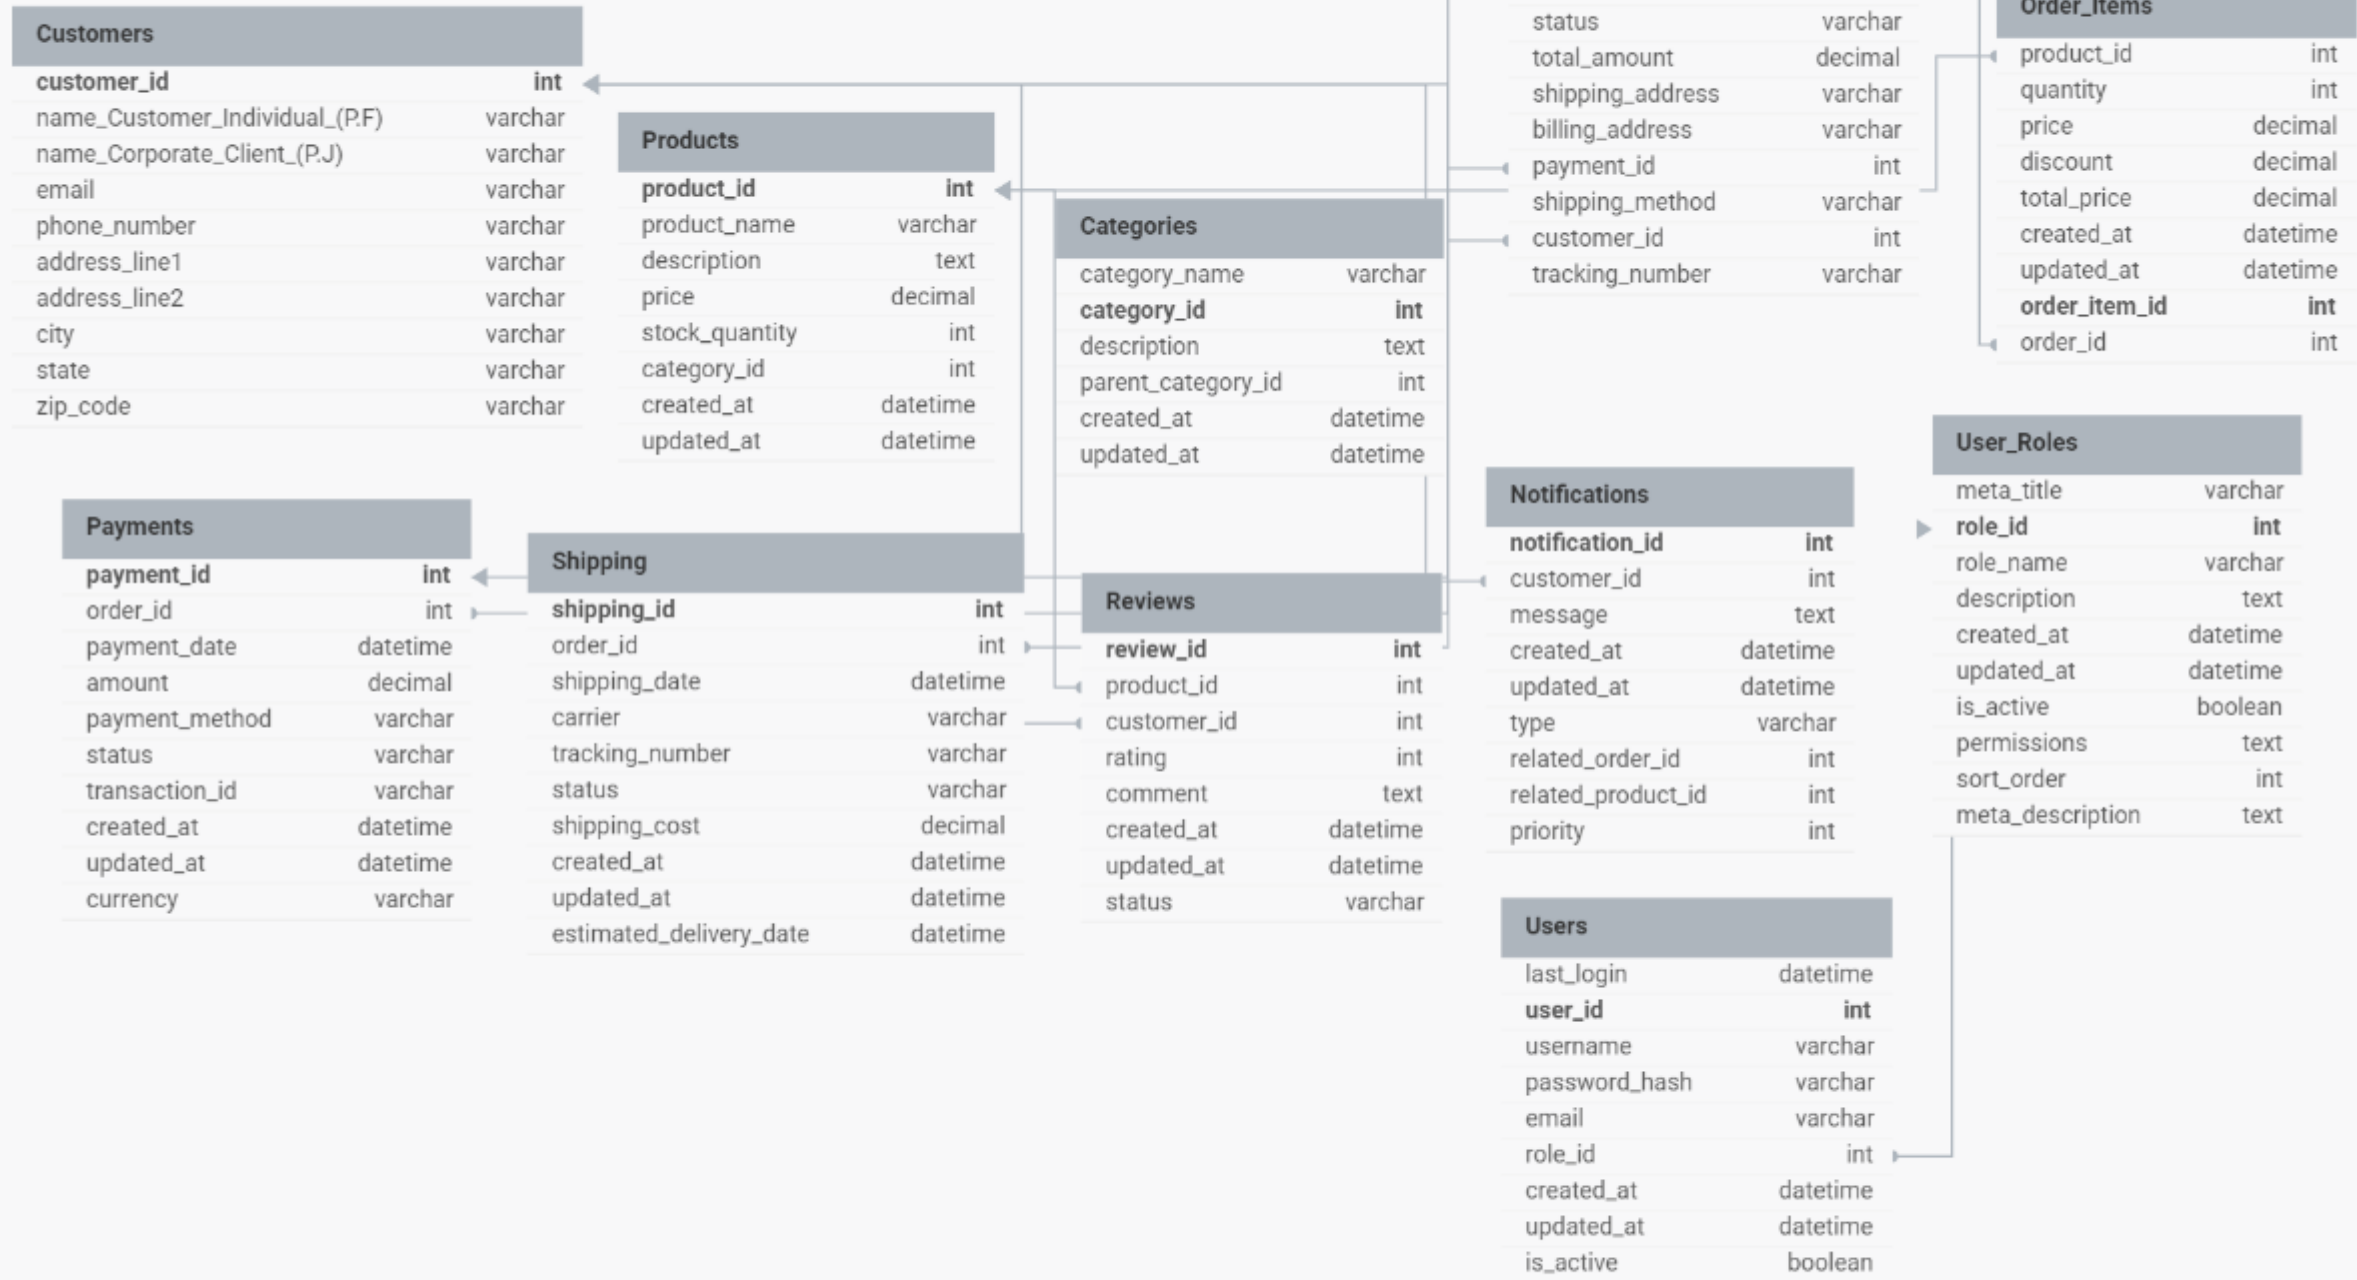 Customers
customer_id int
name_Customer_Individual_(P.F) varchar
name_Corporate_Client_(P.J) varchar
email varchar
phone_number varchar
address_line1 varchar
address_line2 varchar
city varchar
state varchar
zip_code varchar
Products
product_id int
product_name varchar
description text
price decimal
stock_quantity int
category_id int
created_at datetime
updated_at datetime
Categories
category_name varchar
category_id int
description text
parent_category_id int
created_at datetime
updated_at datetime
status varchar
total_amount decimal
shipping_address varchar
billing_address varchar
payment_id int
shipping_method varchar
customer_id int
tracking_number varchar
Order_Items
product_id int
quantity int
price decimal
discount decimal
total_price decimal
created_at datetime
updated_at datetime
order_item_id int
order_id int
Payments
payment_id int
order_id int
payment_date datetime
amount decimal
payment_method varchar
status varchar
transaction_id varchar
created_at datetime
updated_at datetime
currency varchar
Shipping
shipping_id int
order_id int
shipping_date datetime
carrier varchar
tracking_number varchar
status varchar
shipping_cost decimal
created_at datetime
updated_at datetime
estimated_delivery_date datetime
Reviews
review_id int
product_id int
customer_id int
rating int
comment text
created_at datetime
updated_at datetime
status varchar
Notifications
notification_id int
customer_id int
message text
created_at datetime
updated_at datetime
type varchar
related_order_id int
related_product_id int
priority int
User_Roles
meta_title varchar
role_id int
role_name varchar
description text
created_at datetime
updated_at datetime
is_active boolean
permissions text
sort_order int
meta_description text
Users
last_login datetime
user_id int
username varchar
password_hash varchar
email varchar
role_id int
created_at datetime
updated_at datetime
is_active boolean